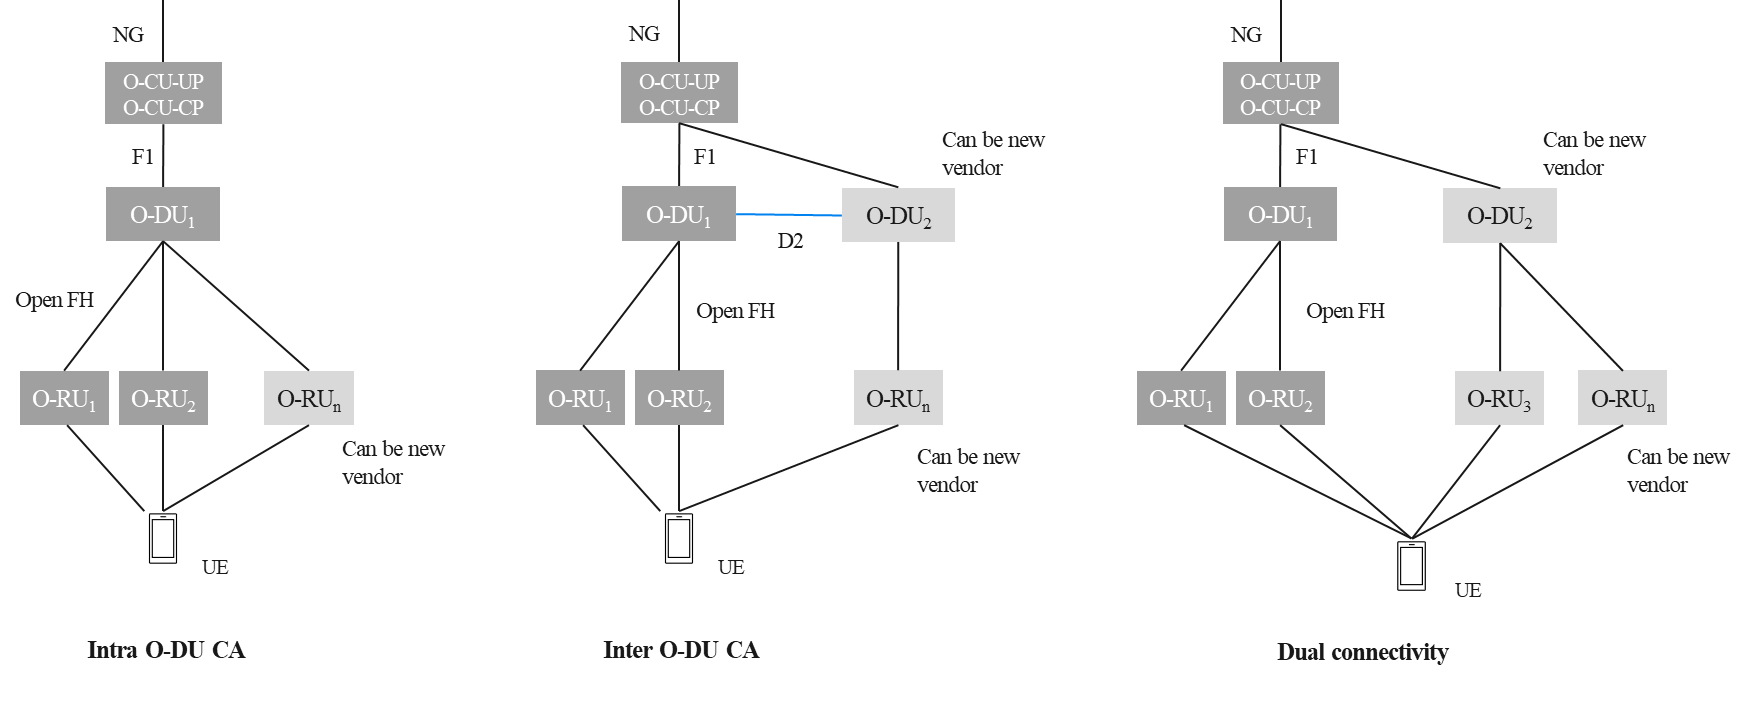 NG
O-CU-UP
O-CU-CP
F1
O-DU1
Open FH
O-RU1
O-RU2
O-RUn
Can be new
vendor
UE
Intra O-DU CA
NG
O-CU-UP
O-CU-CP
F1
Can be new
vendor
O-DU1
D2
O-DU2
Open FH
O-RU1
O-RU2
O-RUn
Can be new
vendor
UE
Inter O-DU CA
NG
O-CU-UP
O-CU-CP
F1
Can be new
vendor
O-DU1
O-DU2
Open FH
O-RU1
O-RU2
O-RU3
O-RUn
Can be new
vendor
UE
Dual connectivity